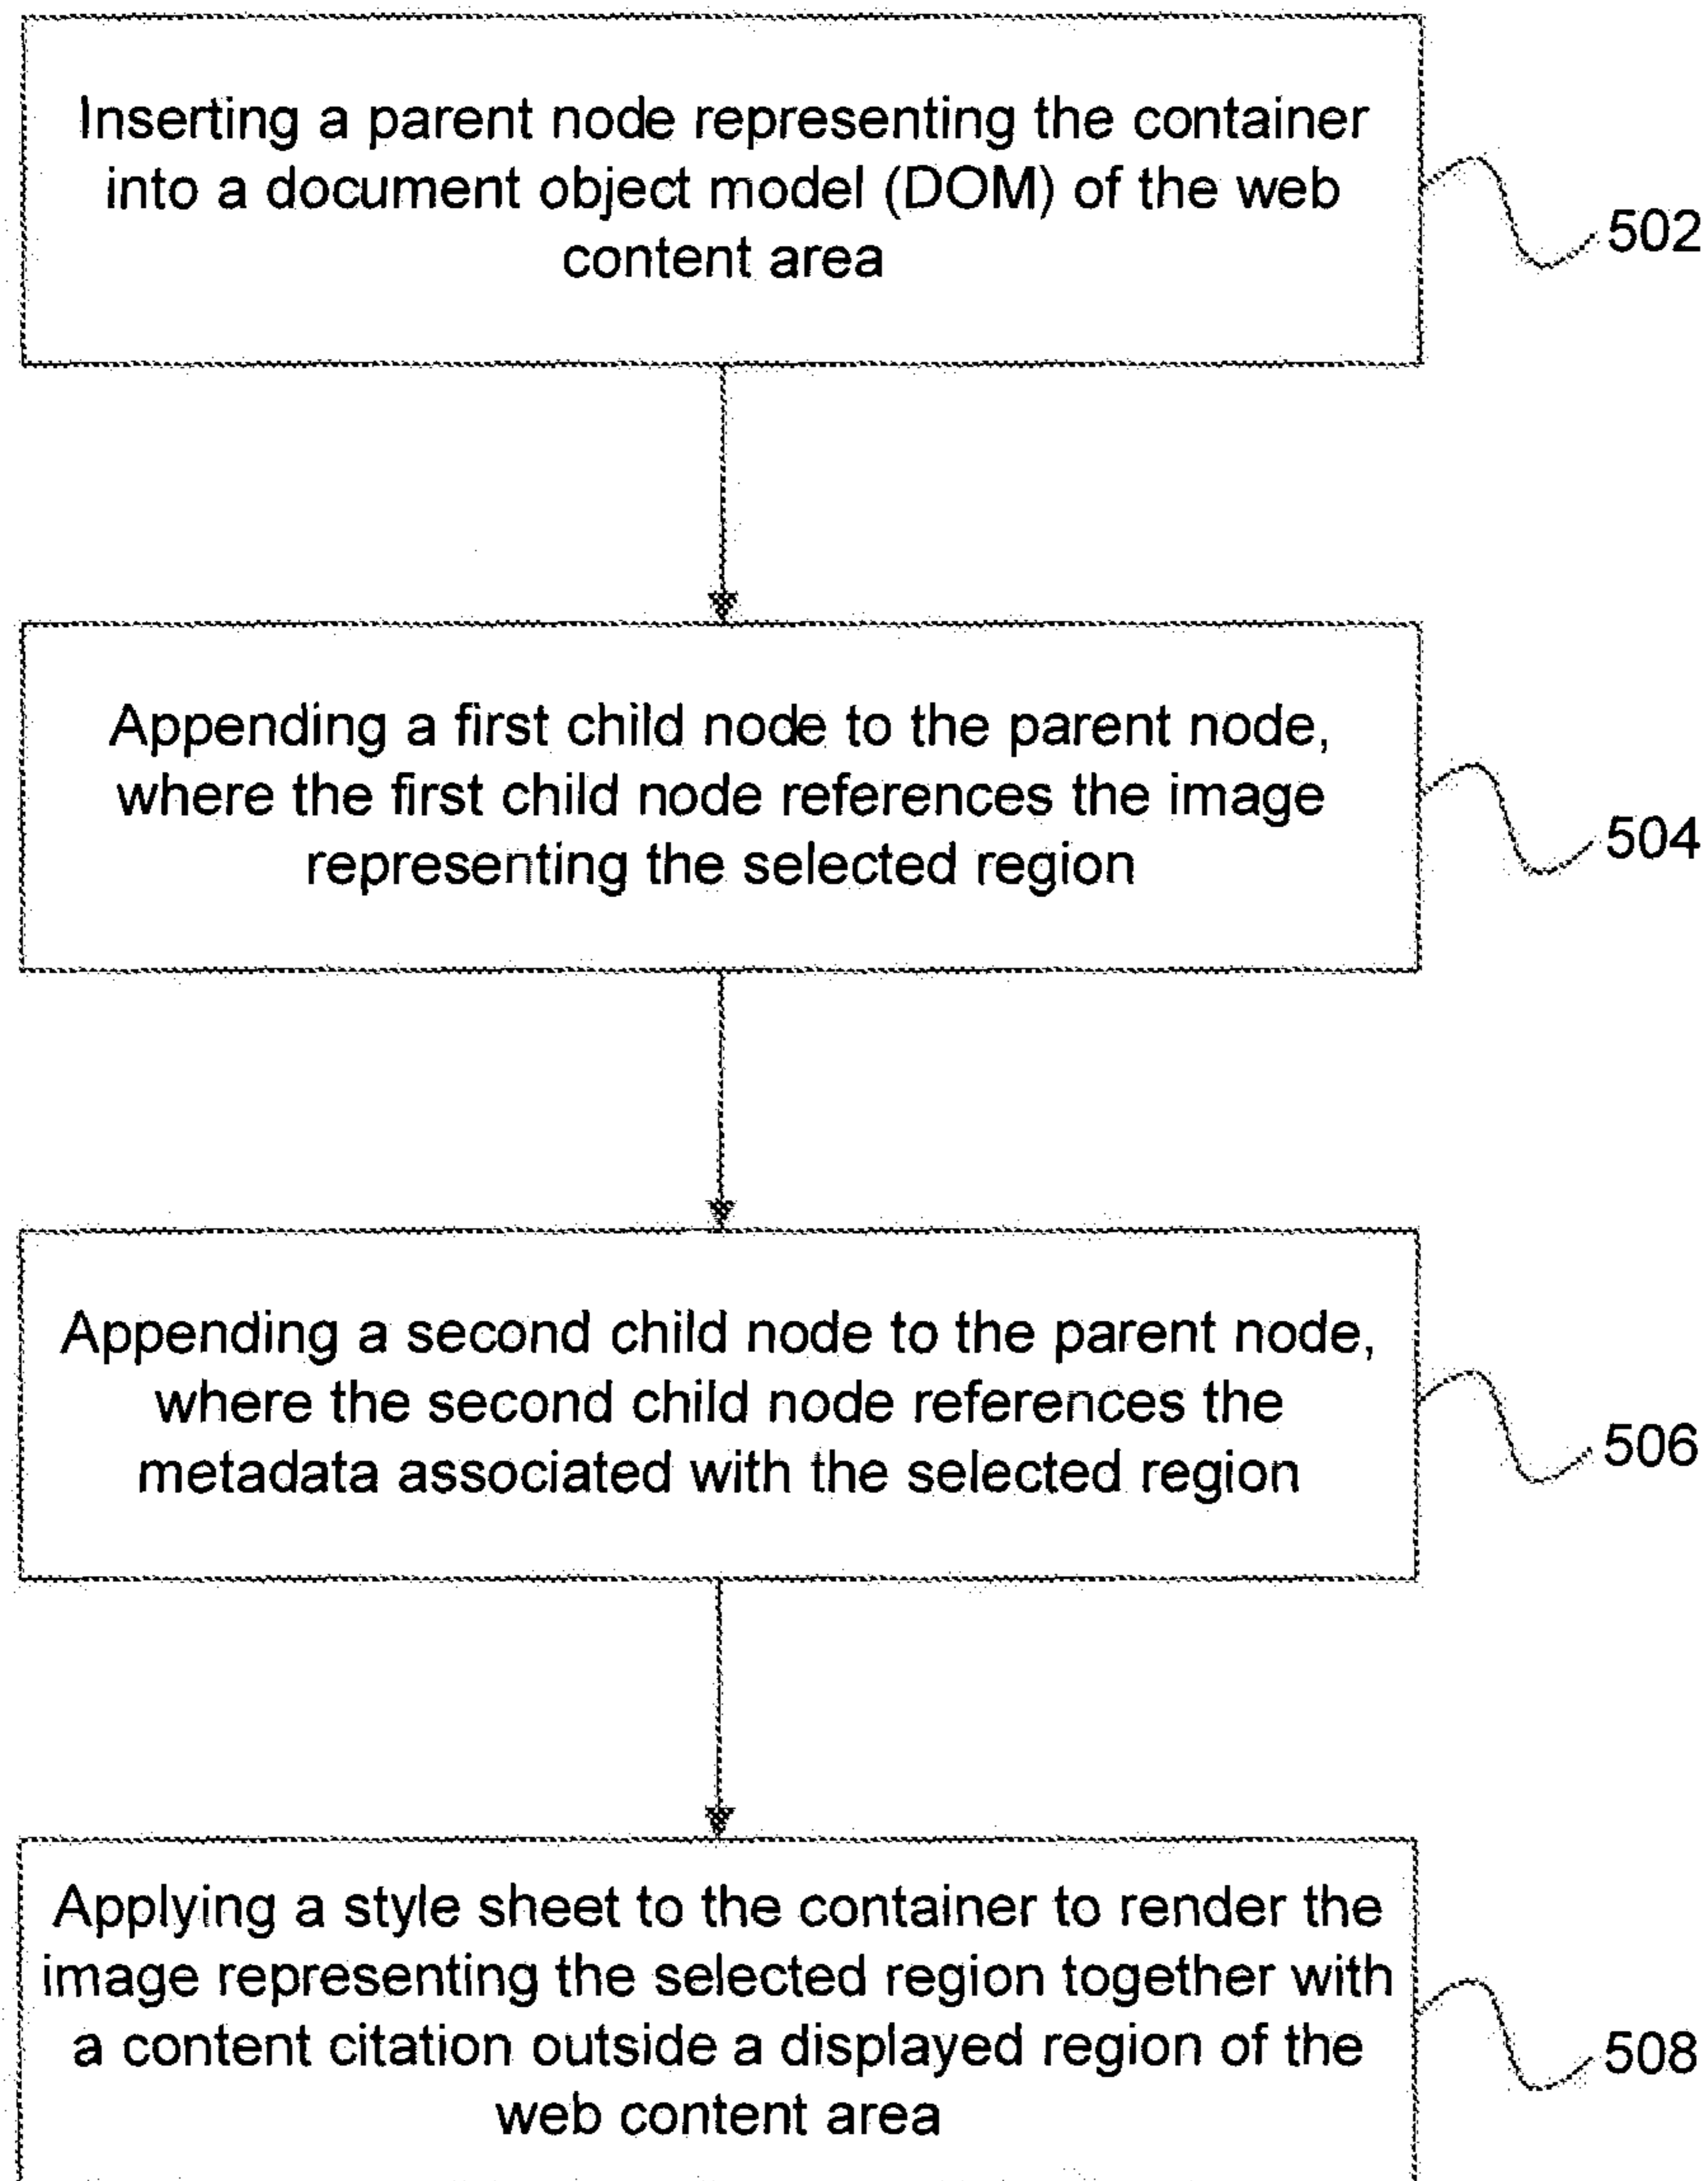 Inserting a parent node representing the container
into a document object model (DOM) of the web
content area
502
Appending a first child node to the parent node,
where the first child node references the image
representing the selected region
504
Appending a second child node to the parent node,
where the second child node references the
metadata associated with the selected region
506
Applying a style sheet to the container to render the
image representing the selected region together with
a content citation outside a displayed region of the
web content area
508